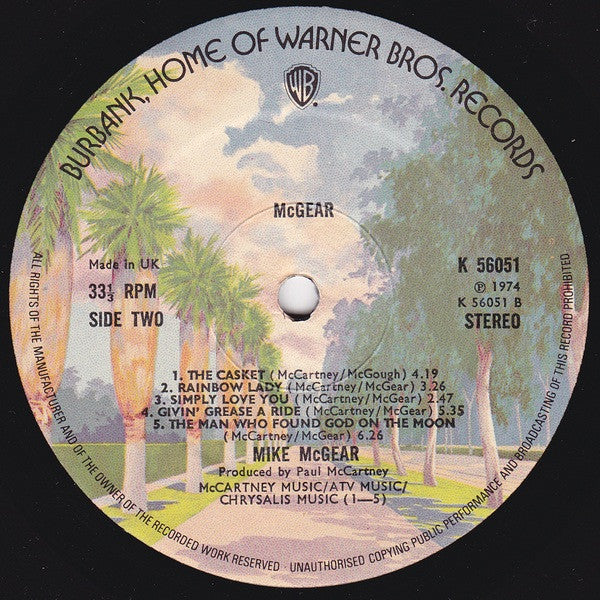 BURBANK, HOME OF WARNER BROS. RECORDS
WB
McGEAR
Made in UK
33⅓ RPM
SIDE TWO
K 56051
℗ 1974
K 56051 B
STEREO
1. THE CASKET (McCartney/McGough) 4.19
2. RAINBOW LADY (McCartney/McGear) 3.26
3. SIMPLY LOVE YOU (McCartney/McGear) 2.47
4. GIVIN' GREASE A RIDE (McCartney/McGear) 5.35
5. THE MAN WHO FOUND GOD ON THE MOON
(McCartney/McGear) 6.26
MIKE McGEAR
Produced by Paul McCartney
McCARTNEY MUSIC/ATV MUSIC/
CHRYSALIS MUSIC (1—5)
ALL RIGHTS OF THE MANUFACTURER AND OF THE OWNER OF THE RECORDED WORK RESERVED · UNAUTHORISED COPYING PUBLIC PERFORMANCE AND BROADCASTING OF THIS RECORD PROHIBITED